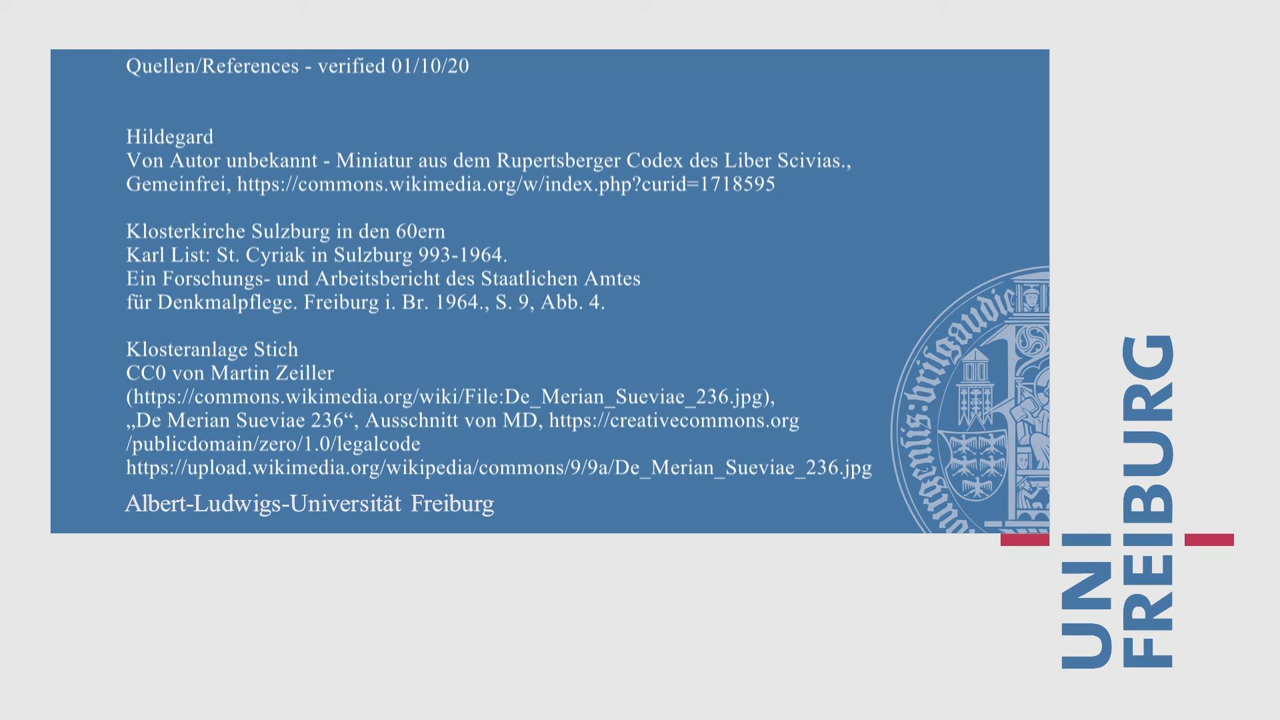 Quellen/References - verified 01/10/20
Hildegard
Von Autor unbekannt - Miniatur aus dem Rupertsberger Codex des Liber Scivias.,
Gemeinfrei, https://commons.wikimedia.org/w/index.php?curid=1718595
Klosterkirche Sulzburg in den 60ern
Karl List: St. Cyriak in Sulzburg 993-1964.
Ein Forschungs- und Arbeitsbericht des Staatlichen Amtes
für Denkmalpflege. Freiburg i. Br. 1964., S. 9, Abb. 4.
Klosteranlage Stich
CC0 von Martin Zeiller
(https://commons.wikimedia.org/wiki/File:De_Merian_Sueviae_236.jpg),
„De Merian Sueviae 236“, Ausschnitt von MD, https://creativecommons.org
/publicdomain/zero/1.0/legalcode
https://upload.wikimedia.org/wikipedia/commons/9/9a/De_Merian_Sueviae_236.jpg
Albert-Ludwigs-Universität Freiburg
UNI
FREIBURG